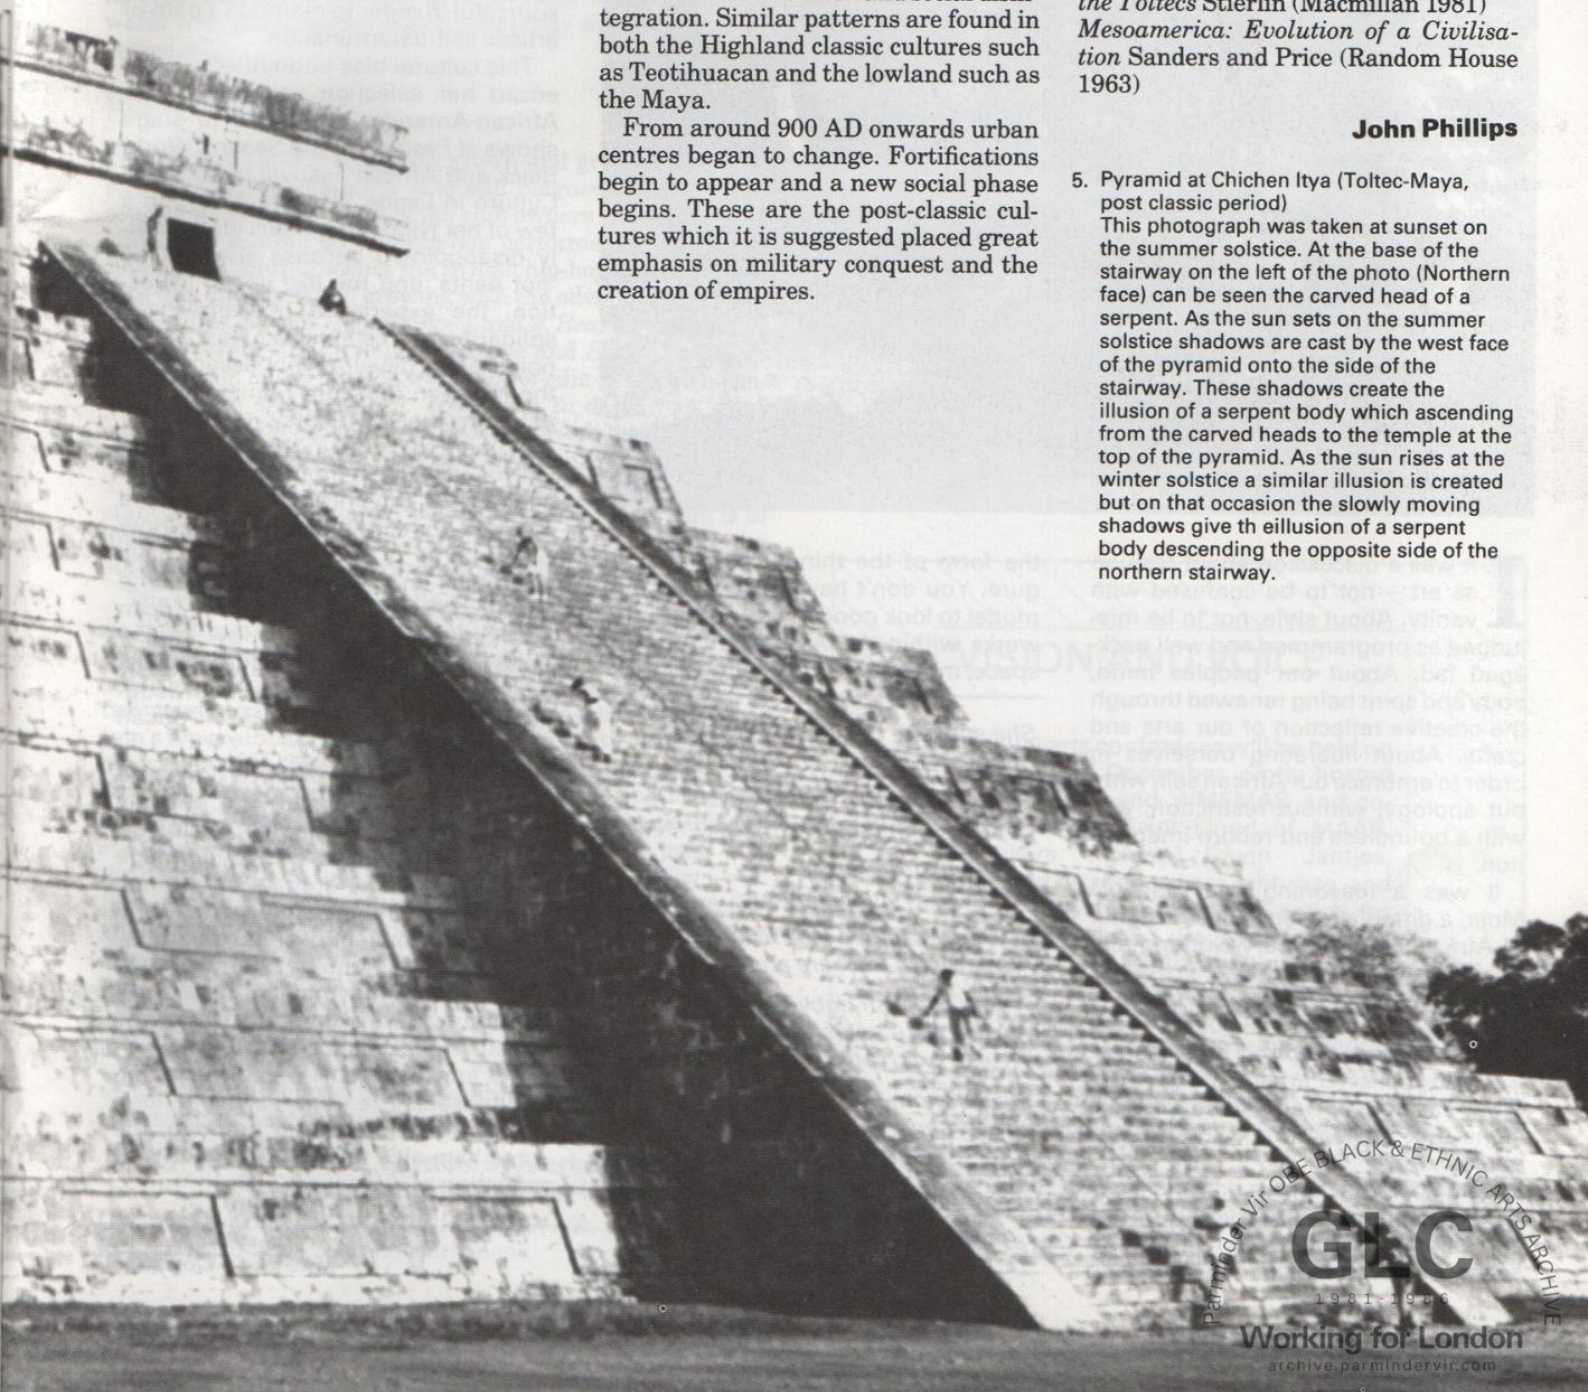 tegration. Similar patterns are found in
both the Highland classic cultures such
as Teotihuacan and the lowland such as
the Maya.
From around 900 AD onwards urban
centres began to change. Fortifications
begin to appear and a new social phase
begins. These are the post-classic cul-
tures which it is suggested placed great
emphasis on military conquest and the
creation of empires.
the Toltecs Stierlin (Macmillan 1981)
Mesoamerica: Evolution of a Civilisa-
tion Sanders and Price (Random House
1963)
John Phillips
5. Pyramid at Chichen Itya (Toltec-Maya,
post classic period)
This photograph was taken at sunset on
the summer solstice. At the base of the
stairway on the left of the photo (Northern
face) can be seen the carved head of a
serpent. As the sun sets on the summer
solstice shadows are cast by the west face
of the pyramid onto the side of the
stairway. These shadows create the
illusion of a serpent body which ascending
from the carved heads to the temple at the
top of the pyramid. As the sun rises at the
winter solstice a similar illusion is created
but on that occasion the slowly moving
shadows give th eillusion of a serpent
body descending the opposite side of the
northern stairway.
Parminder Vir OBE BLACK & ETHNIC ARTS ARCHIVE
GLC
1981-1986
Working for London
archive.parmindervir.com